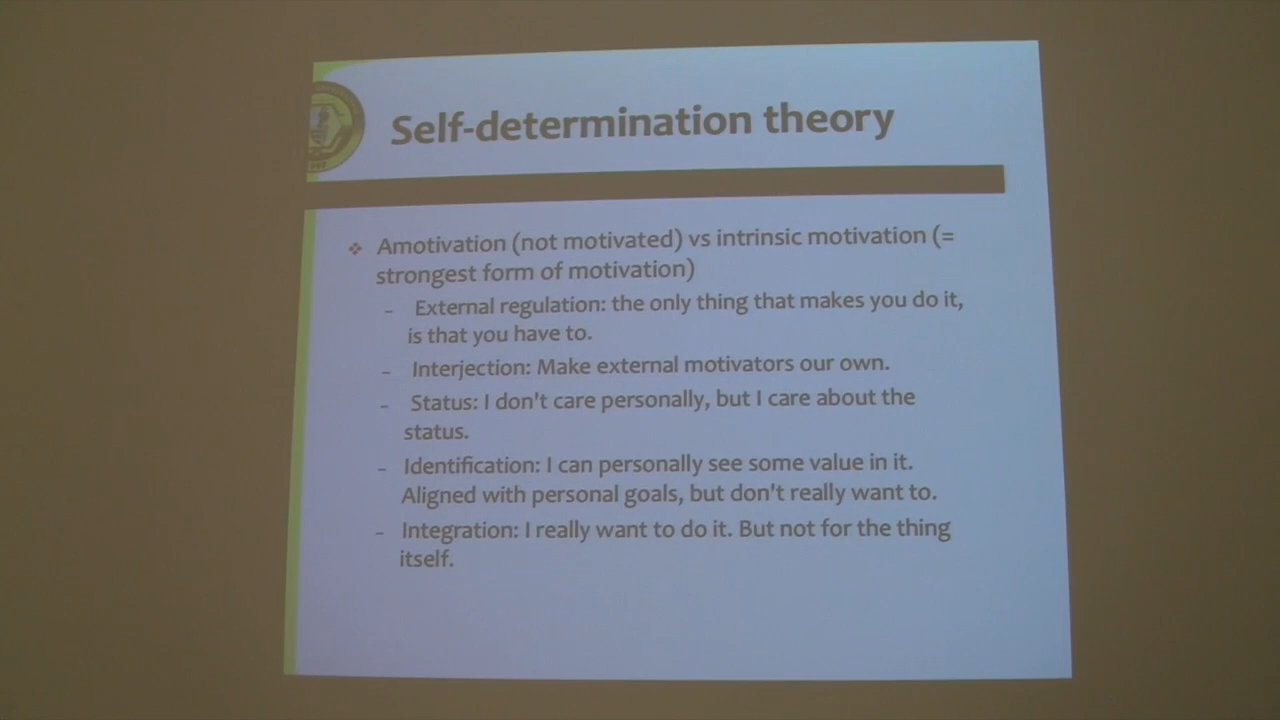 Self-determination theory
❖ Amotivation (not motivated) vs intrinsic motivation (=
strongest form of motivation)
- External regulation: the only thing that makes you do it,
is that you have to.
- Interjection: Make external motivators our own.
- Status: I don't care personally, but I care about the
status.
- Identification: I can personally see some value in it.
Aligned with personal goals, but don't really want to.
- Integration: I really want to do it. But not for the thing
itself.